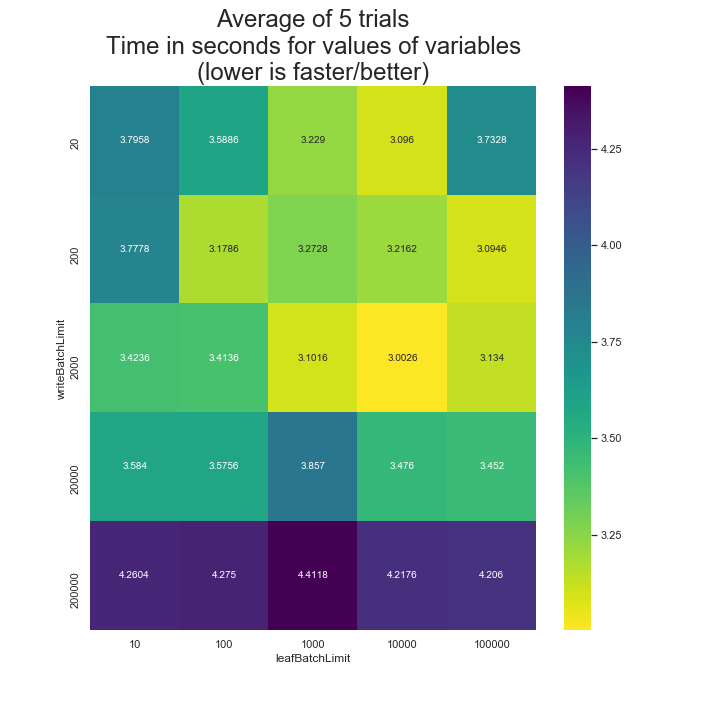 Average of 5 trials
Time in seconds for values of variables
(lower is faster/better)
20 3.7958 3.5886 3.229 3.096 3.7328
200 3.7778 3.1786 3.2728 3.2162 3.0946
2000 3.4236 3.4136 3.1016 3.0026 3.134
20000 3.584 3.5756 3.857 3.476 3.452
200000 4.2604 4.275 4.4118 4.2176 4.206
writeBatchLimit
10 100 1000 10000 100000
leafBatchLimit
4.25
4.00
3.75
3.50
3.25